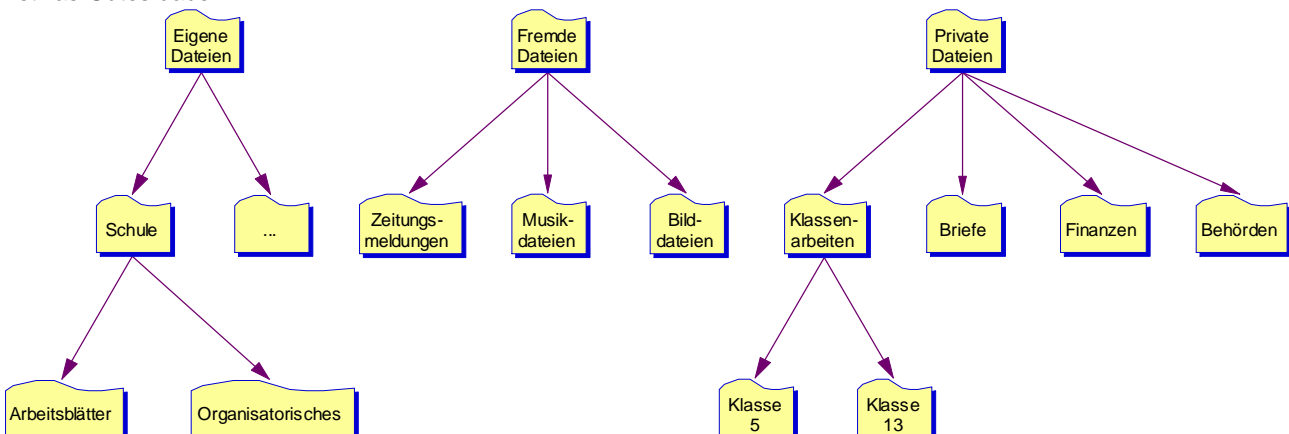 Eigene
Dateien
Fremde
Dateien
Private
Dateien
Schule
...
Zeitungs-
meldungen
Musik-
dateien
Bild-
dateien
Klassen-
arbeiten
Briefe
Finanzen
Behörden
Arbeitsblätter
Organisatorisches
Klasse
5
Klasse
13